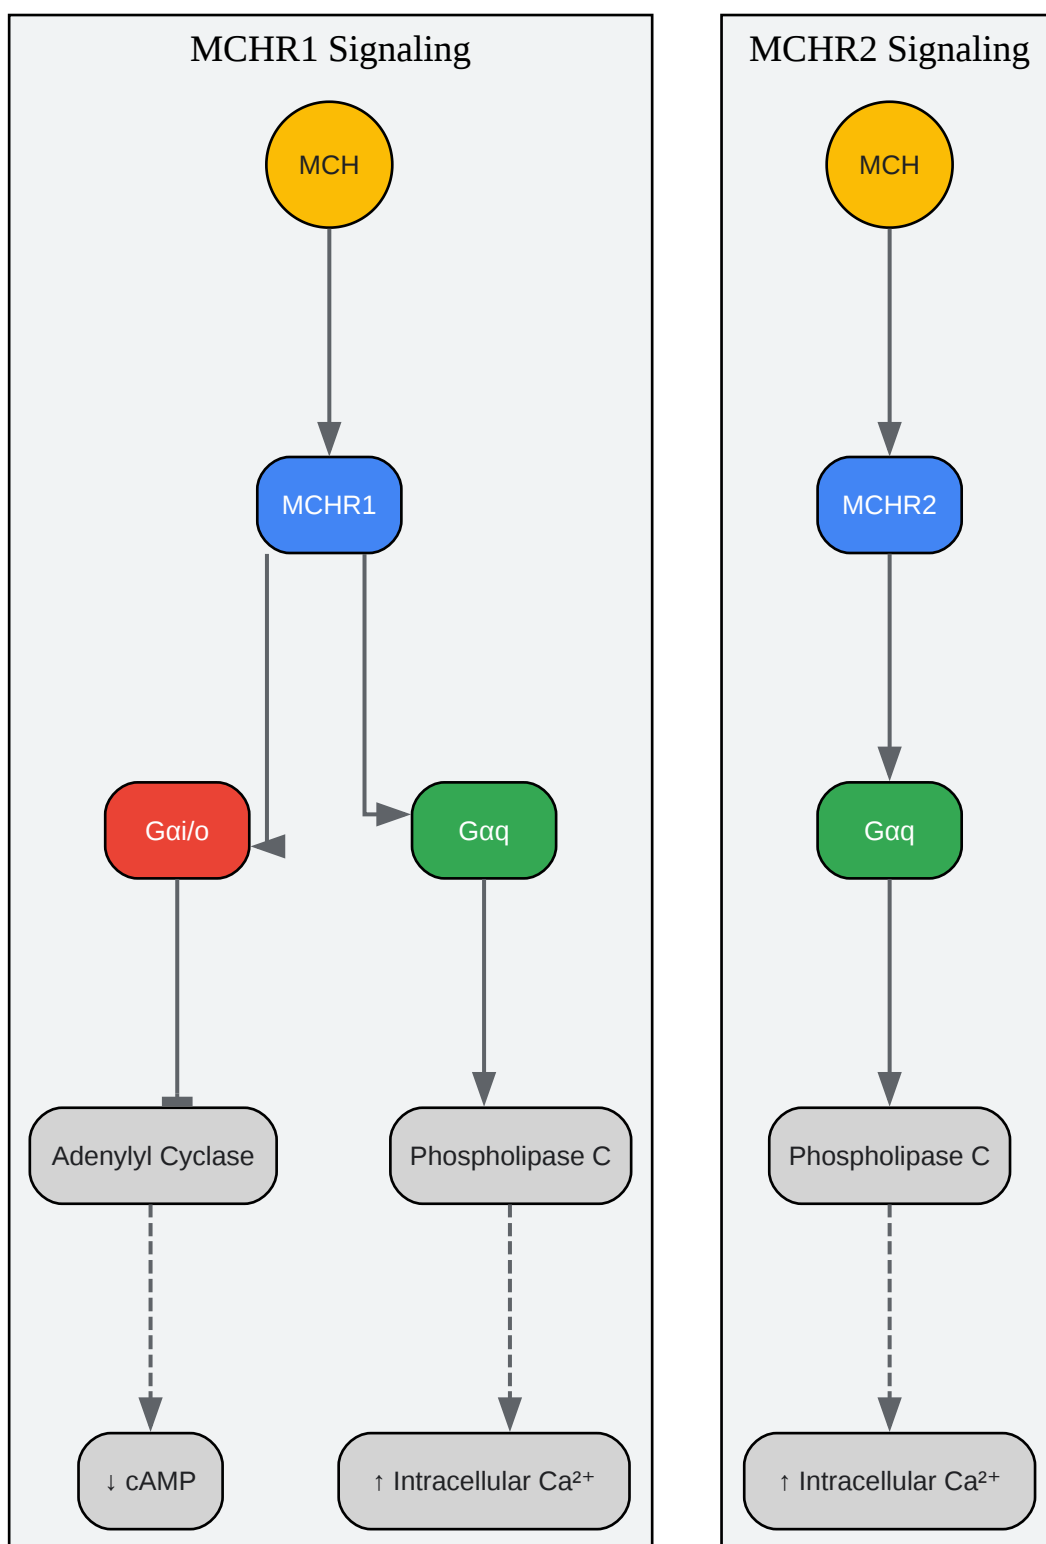 MCHR1 Signaling
MCH
MCHR1
Gαi/o
Gαq
Adenylyl Cyclase
Phospholipase C
↓ cAMP
↑ Intracellular Ca²⁺
MCHR2 Signaling
MCH
MCHR2
Gαq
Phospholipase C
↑ Intracellular Ca²⁺